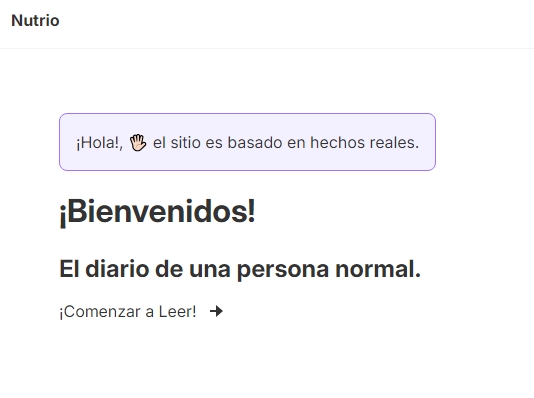 Nutrio
¡Hola!, 🖐🏻 el sitio es basado en hechos reales.
¡Bienvenidos!
El diario de una persona normal.
¡Comenzar a Leer! →